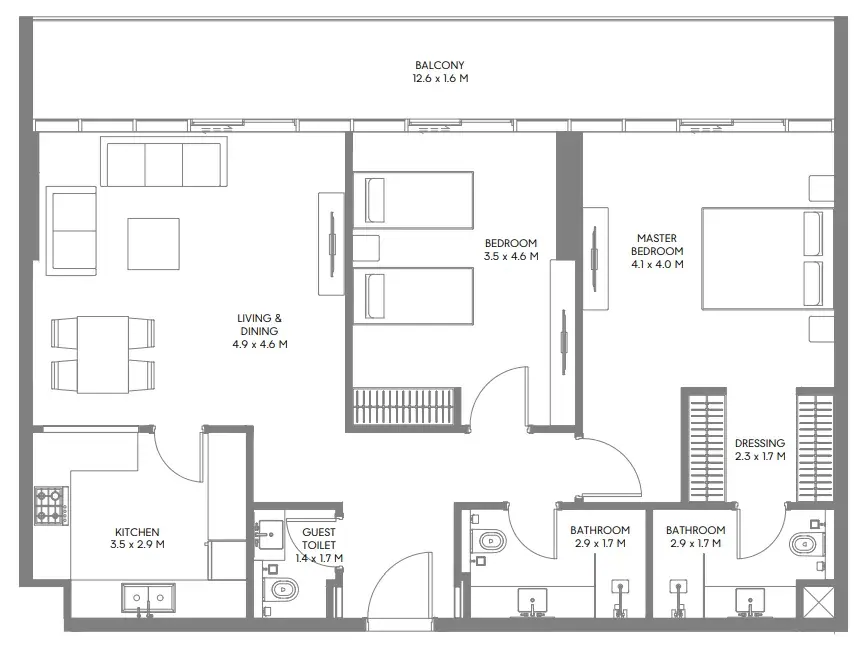 BALCONY
12.6 x 1.6 M
BEDROOM
3.5 x 4.6 M
MASTER
BEDROOM
4.1 x 4.0 M
LIVING &
DINING
4.9 x 4.6 M
DRESSING
2.3 x 1.7 M
KITCHEN
3.5 x 2.9 M
GUEST
TOILET
1.4 x 1.7 M
BATHROOM
2.9 x 1.7 M
BATHROOM
2.9 x 1.7 M